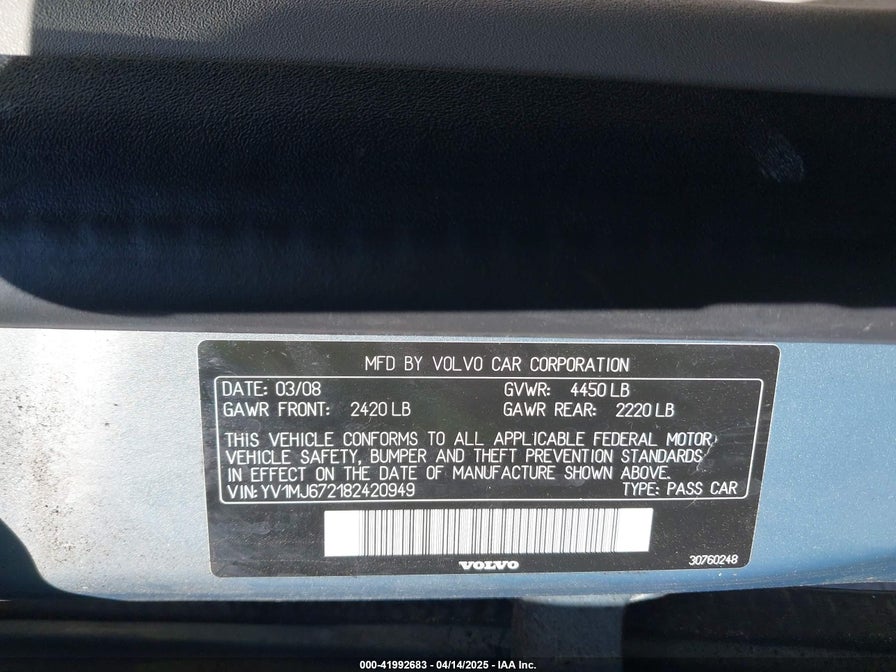 MFD BY VOLVO CAR CORPORATION
DATE: 03/08 GVWR: 4450 LB
GAWR FRONT: 2420 LB GAWR REAR: 2220 LB
THIS VEHICLE CONFORMS TO ALL APPLICABLE FEDERAL MOTOR
VEHICLE SAFETY, BUMPER AND THEFT PREVENTION STANDARDS
IN EFFECT ON THE DATE OF MANUFACTURE SHOWN ABOVE.
VIN: YV1MJ672182420949 TYPE: PASS CAR
VOLVO 30760248
000-41992683 - 04/14/2025 - IAA Inc.